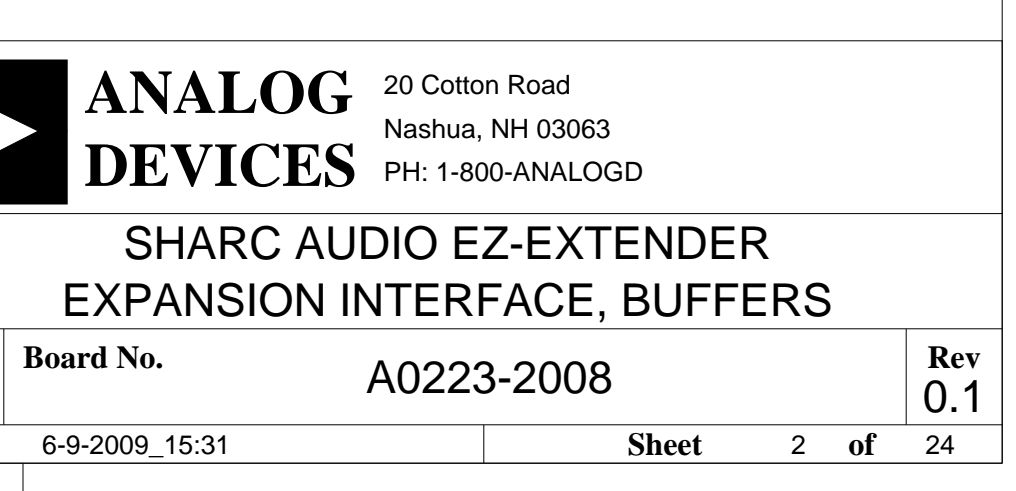 ANALOG
DEVICES
20 Cotton Road
Nashua, NH 03063
PH: 1-800-ANALOGD
SHARC AUDIO EZ-EXTENDER
EXPANSION INTERFACE, BUFFERS
Board No. A0223-2008
Rev
0.1
6-9-2009_15:31 Sheet 2 of 24